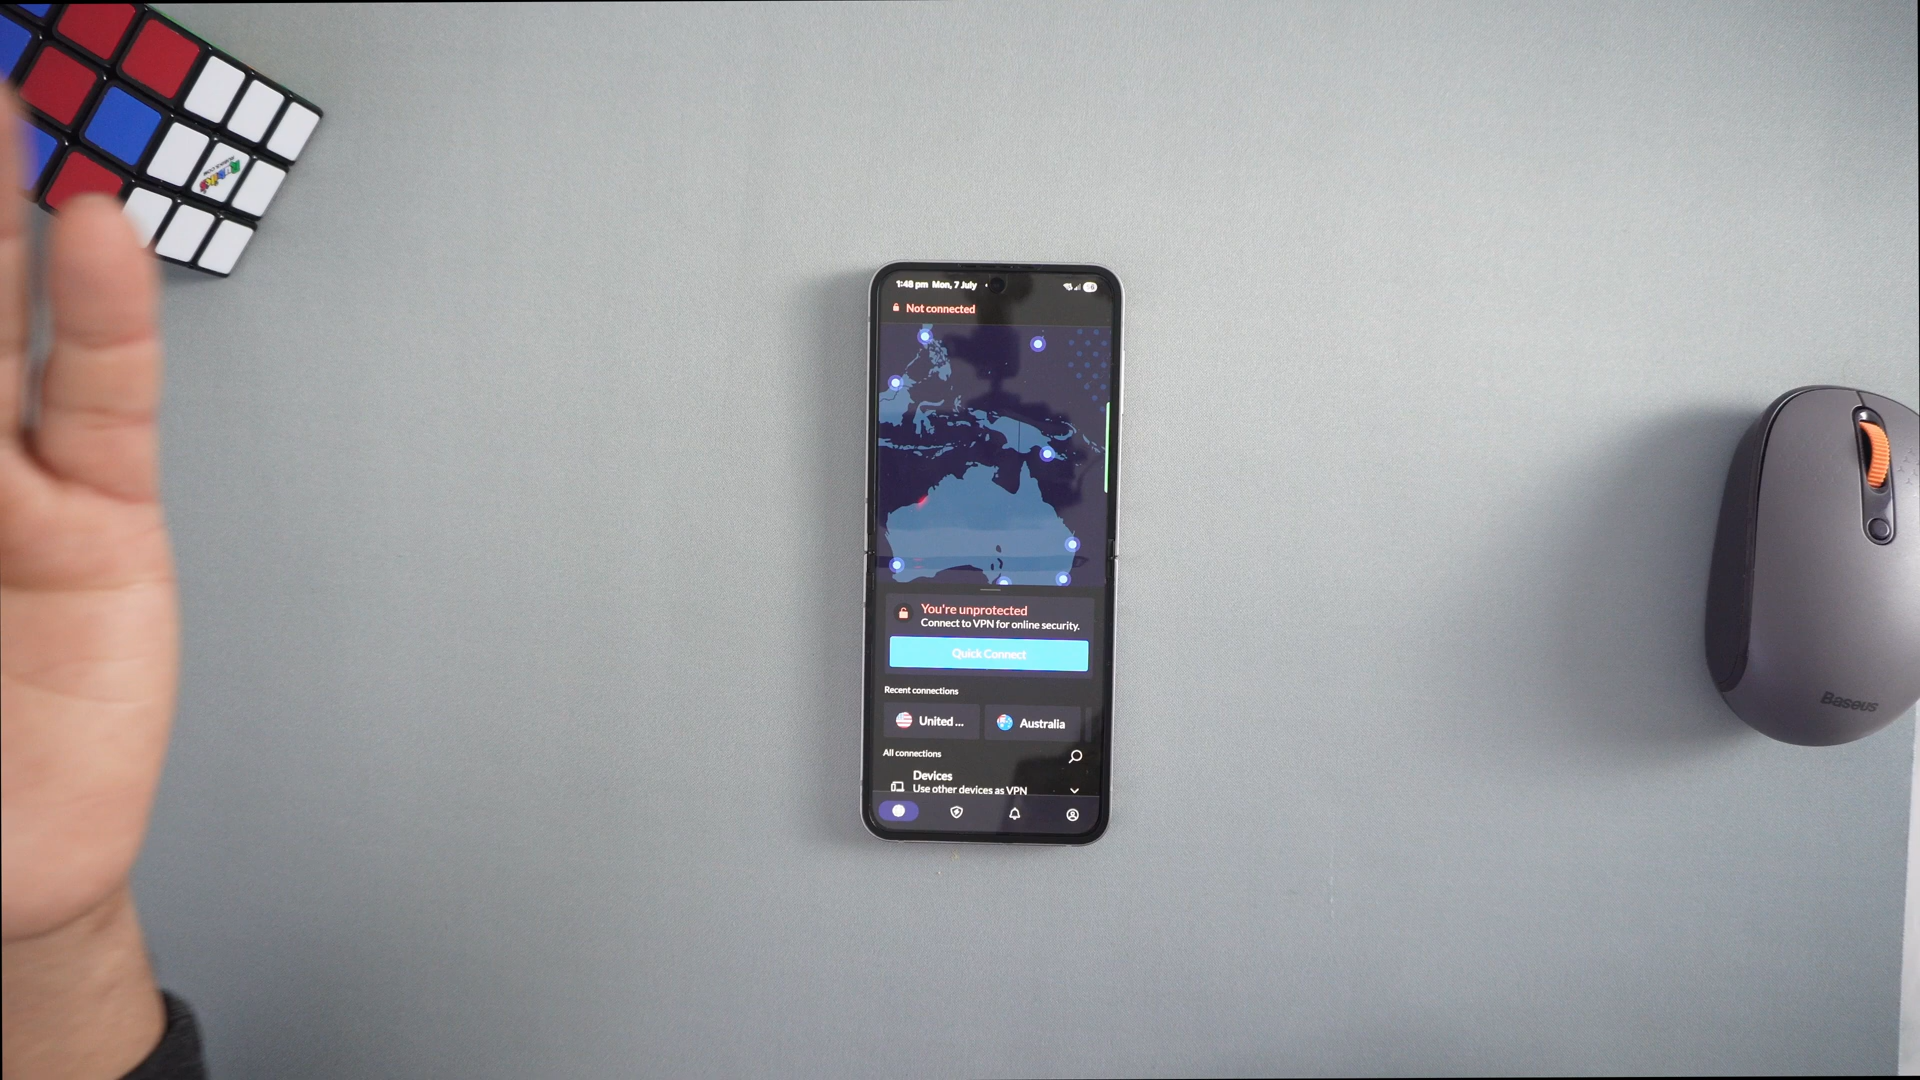 1:48 pm Mon, 7 July
Not connected
You're unprotected
Connect to VPN for online security.
Quick Connect
Recent connections
United ...
Australia
All connections
Devices
Use other devices as VPN
Baseus